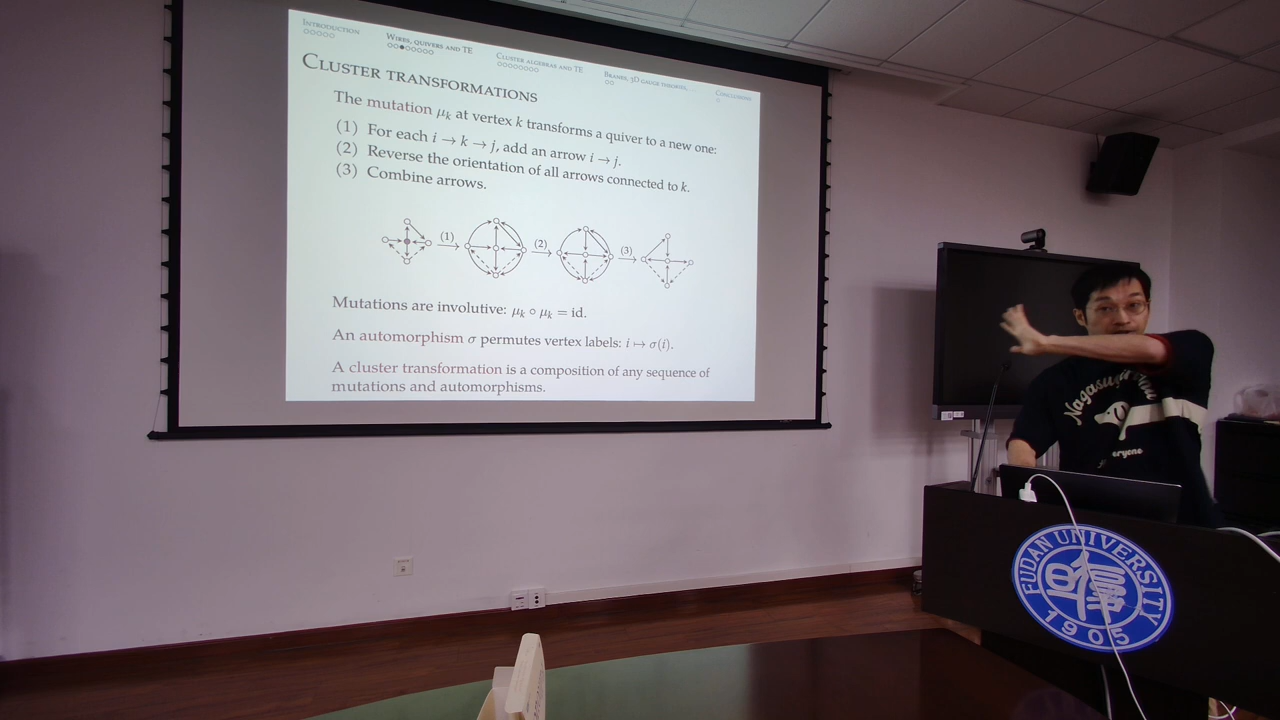 INTRODUCTION
WIRES, QUIVERS AND TE
CLUSTER ALGEBRAS AND TE
BRANES, 3D GAUGE THEORIES, ...
CONCLUSIONS
CLUSTER TRANSFORMATIONS
The mutation μₖ at vertex k transforms a quiver to a new one:
(1) For each i → k → j, add an arrow i → j.
(2) Reverse the orientation of all arrows connected to k.
(3) Combine arrows.
(1)
(2)
(3)
Mutations are involutive: μₖ ∘ μₖ = id.
An automorphism σ permutes vertex labels: i ↦ σ(i).
A cluster transformation is a composition of any sequence of
mutations and automorphisms.
FUDAN UNIVERSITY
1905